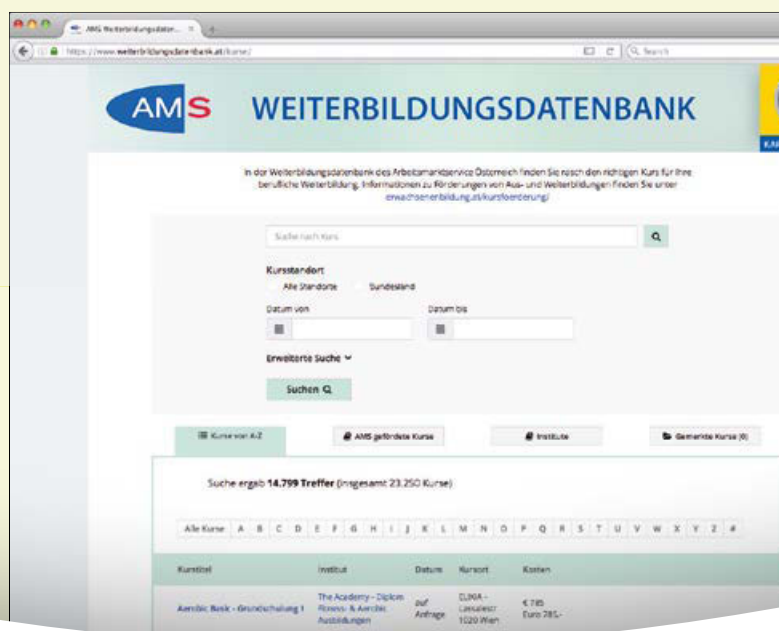 AMS Weiterbildungsdaten...
https://www.weiterbildungsdatenbank.at/kurse/
Search
AMS
WEITERBILDUNGSDATENBANK
In der Weiterbildungsdatenbank des Arbeitsmarktservice Österreich finden Sie rasch den richtigen Kurs für Ihre
berufliche Weiterbildung. Informationen zu Förderungen von Aus- und Weiterbildungen finden Sie unter
erwachsenenbildung.at/kursfoerderung/
Suche nach Kurs
Kursstandort
Alle Standorte Bundesland
Datum von Datum bis
Erweiterte Suche
Suchen
Kurse von A-Z AMS geförderte Kurse Institute Gemerkte Kurse (0)
Suche ergab 14.799 Treffer (insgesamt 23.250 Kurse)
Alle Kurse A B C D E F G H I J K L M N O P Q R S T U V W X Y Z #
Kurstitel Institut Datum Kursort Kosten
Aerobic Basic - Grundschulung 1
The Academy - Diplom
Fitness- & Aerobic
Ausbildungen
auf
Anfrage
1020 Wien
€ 785
Euro 785,-